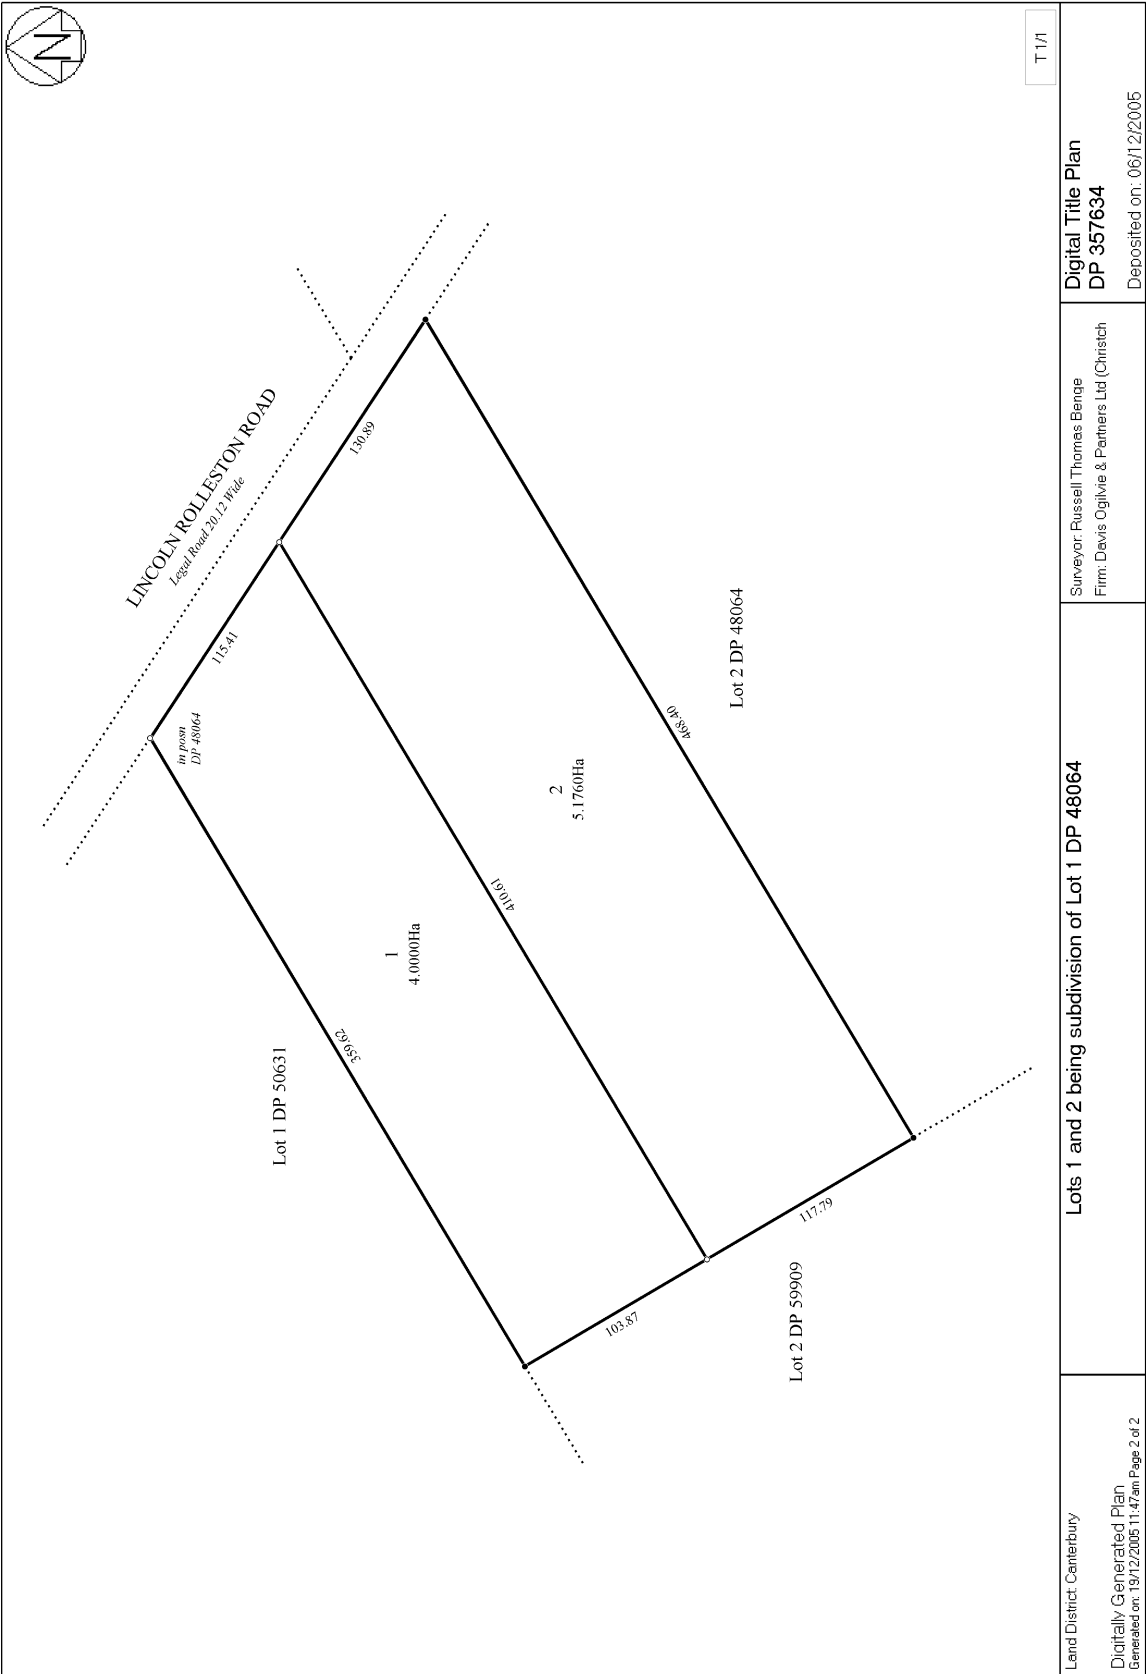 N
T 1/1
LINCOLN ROLLESTON ROAD
Legal Road 20.12 Wide
130.89
115.41
in posn
DP 48064
Lot 1 DP 50631
359.62
1
4.0000Ha
410.61
2
5.1760Ha
468.40
Lot 2 DP 48064
103.87
117.79
Lot 2 DP 59909
Land District: Canterbury
Digitally Generated Plan
Generated on: 19/12/2005 11:47am Page 2 of 2
Lots 1 and 2 being subdivision of Lot 1 DP 48064
Surveyor: Russell Thomas Benge
Firm: Davis Ogilvie & Partners Ltd (Christch
Digital Title Plan
DP 357634
Deposited on: 06/12/2005